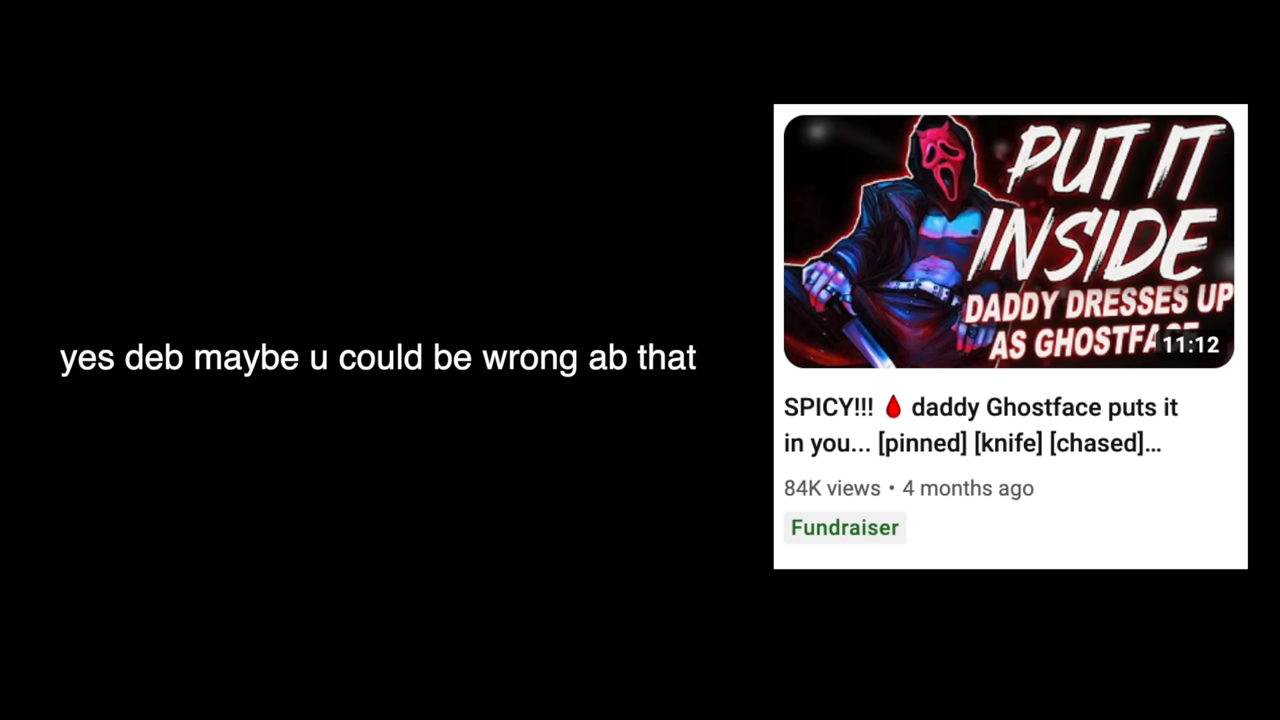 yes deb maybe u could be wrong ab that
PUT IT
INSIDE
DADDY DRESSES UP
AS GHOSTFACE
11:12
SPICY!!! 🩸 daddy Ghostface puts it
in you... [pinned] [knife] [chased]...
84K views • 4 months ago
Fundraiser